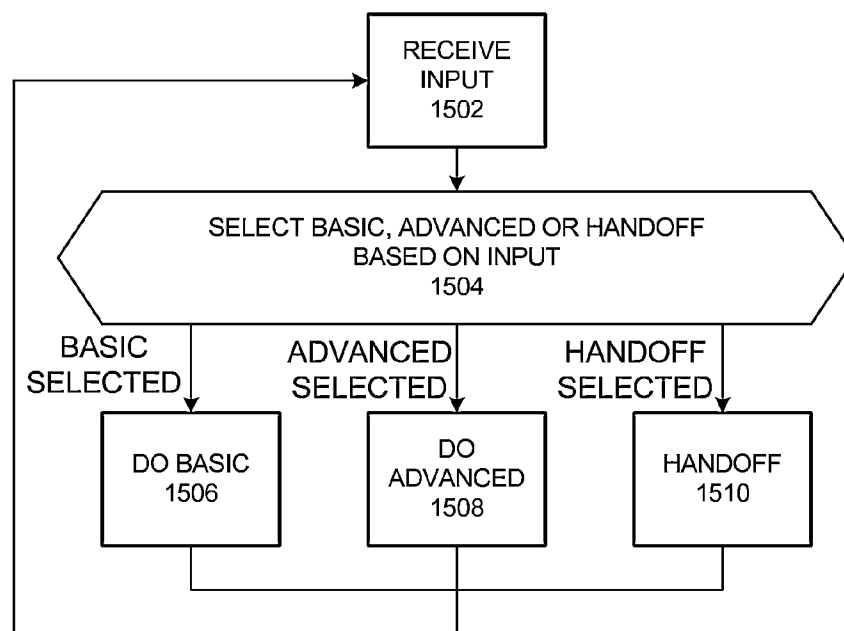 RECEIVE
INPUT
1502
SELECT BASIC, ADVANCED OR HANDOFF
BASED ON INPUT
1504
BASIC
SELECTED
ADVANCED
SELECTED
HANDOFF
SELECTED
DO BASIC
1506
DO
ADVANCED
1508
HANDOFF
1510